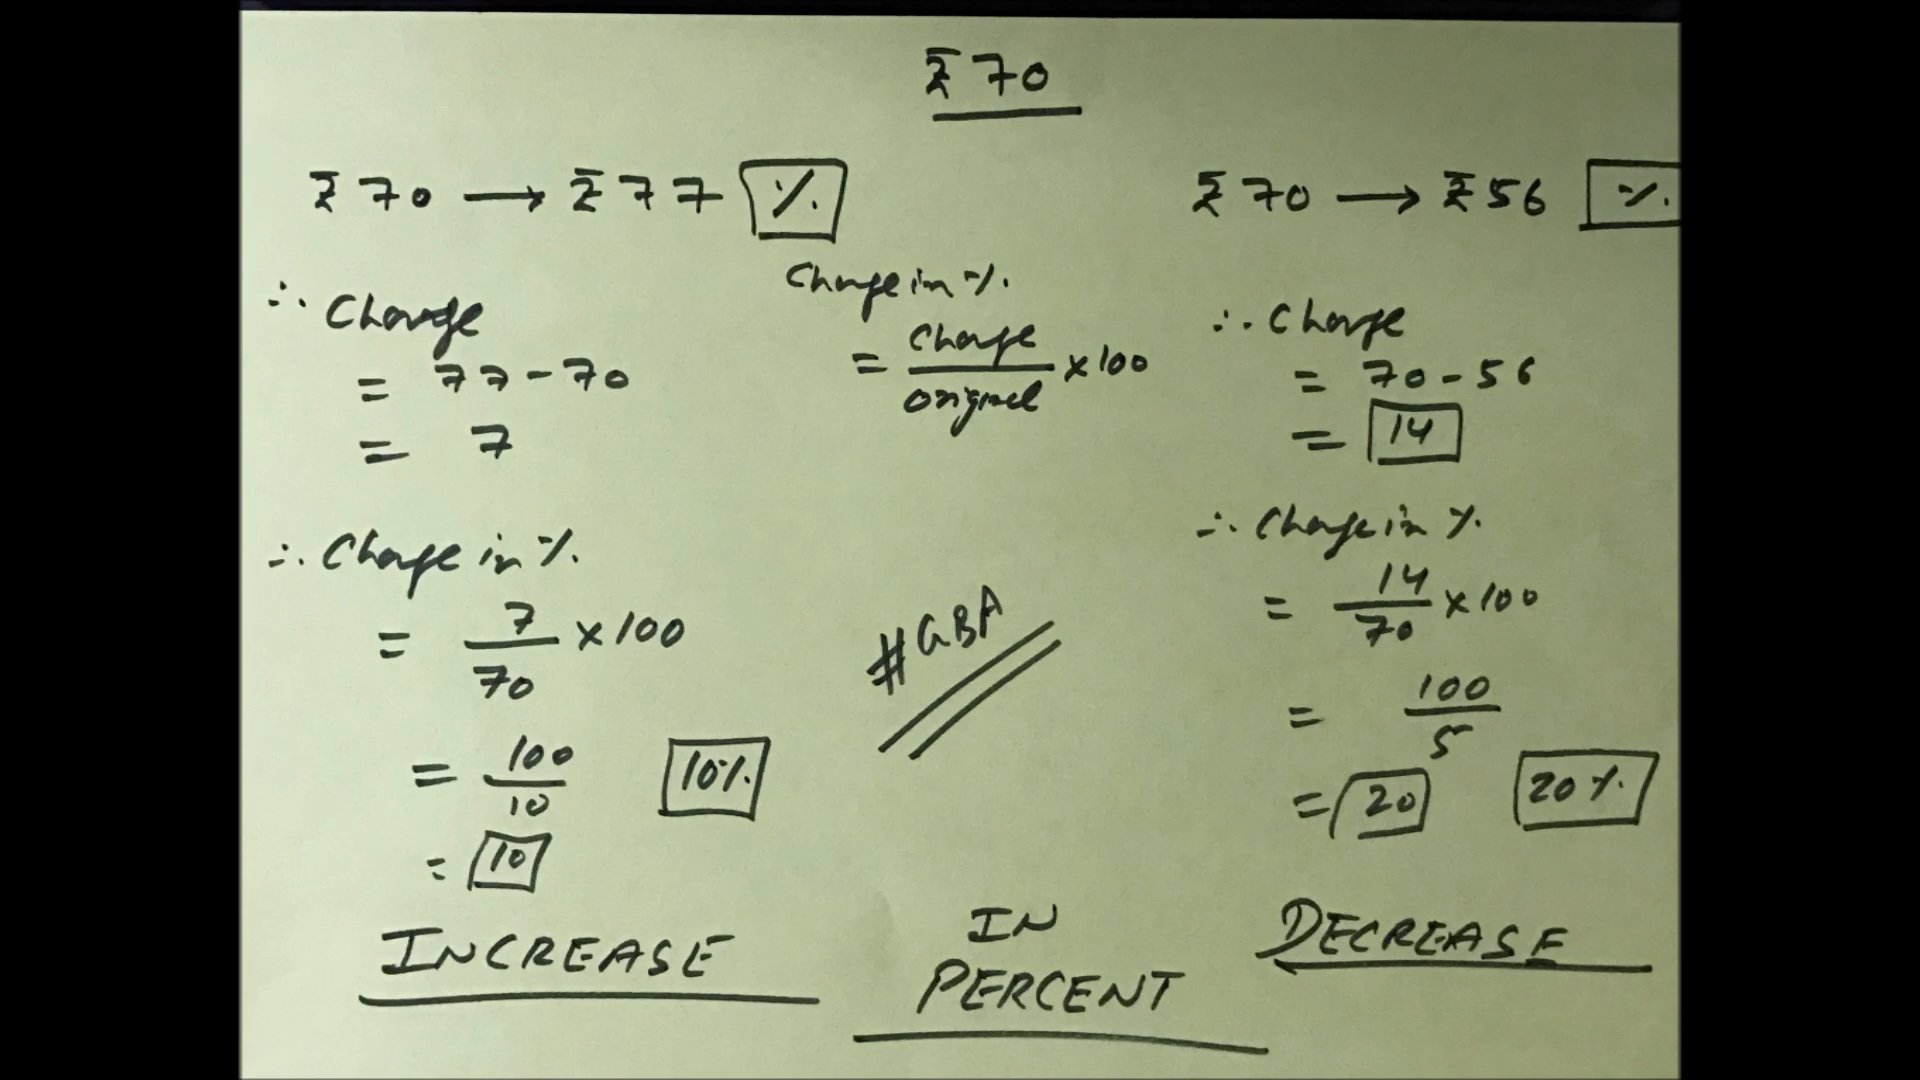 ₹ 70
₹ 70 → ₹ 77 %
∴ Change
= 77 - 70
= 7
∴ Change in %
= 7/70 × 100
= 100/10
10%
= 10
INCREASE
Change in %
= Change/original × 100
#GBA
IN
PERCENT
₹ 70 → ₹ 56 %
∴ Change
= 70 - 56
= 14
∴ Change in %
= 14/70 × 100
= 100/5
= 20
20%
DECREASE